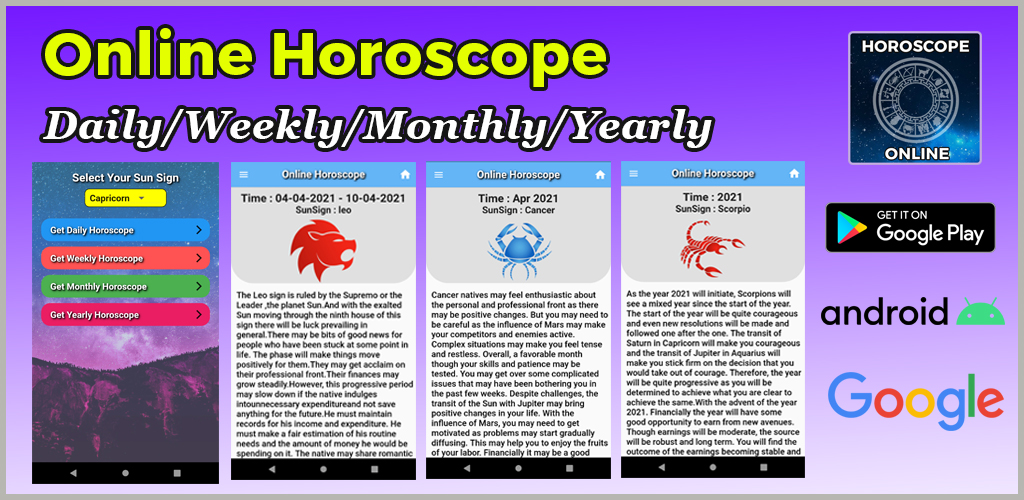 Online Horoscope
Daily/Weekly/Monthly/Yearly
Select Your Sun Sign
Capricorn
Get Daily Horoscope
Get Weekly Horoscope
Get Monthly Horoscope
Get Yearly Horoscope
Online Horoscope
Time : 04-04-2021 - 10-04-2021
SunSign : leo
The Leo sign is ruled by the Supremo or the
Leader ,the planet Sun.And with the exalted
Sun moving through the ninth house of this
sign there will be luck prevailing in
general.There may be bits of good news for
people who have been stuck at some point in
life. The phase will make things move
positively for them.They may get acclaim on
their professional front.Their finances may
grow steadily.However, this progressive period
may slow down if the native indulges
intounnecessary expenditureand not save
anything for the future.He must maintain
records for his income and expenditure. He
must make a fair estimation of his routine
needs and the amount of money he would be
spending on it. The native may share romantic
Online Horoscope
Time : Apr 2021
SunSign : Cancer
Cancer natives may feel enthusiastic about
the personal and professional front as there
may be positive changes. But you may need to
be careful as the influence of Mars may make
your competitors and enemies active.
Complex situations may make you feel tense
and restless. Overall, a favorable month
though your skills and patience may be
tested. You may get over some complicated
issues that may have been bothering you in
the past few weeks. Despite challenges, the
transit of the Sun with Jupiter may bring
positive changes in your life. With the
influence of Mars, you may need to get
motivated as problems may start gradually
diffusing. This may help you to enjoy the fruits
of your labor. Financially it may be a good
Online Horoscope
Time : 2021
SunSign : Scorpio
As the year 2021 will initiate, Scorpions will
see a mixed year since the start of the year.
The start of the year will be quite courageous
and even new resolutions will be made and
followed one after the one. The transit of
Saturn in Capricorn will make you courageous
and the transit of Jupiter in Aquarius will
make you stick firm on the decision that you
would take out of courage. Therefore, the year
will be quite progressive as you will be
determined to achieve what you are clear to
achieve the same.With the advent of the year
2021. Financially the year will have some
good opportunity to earn from new avenues.
Though earnings will be moderate, the source
will be robust and long term. You will find the
outcome of the earnings becoming stable and
HOROSCOPE
ONLINE
GET IT ON
Google Play
android
Google